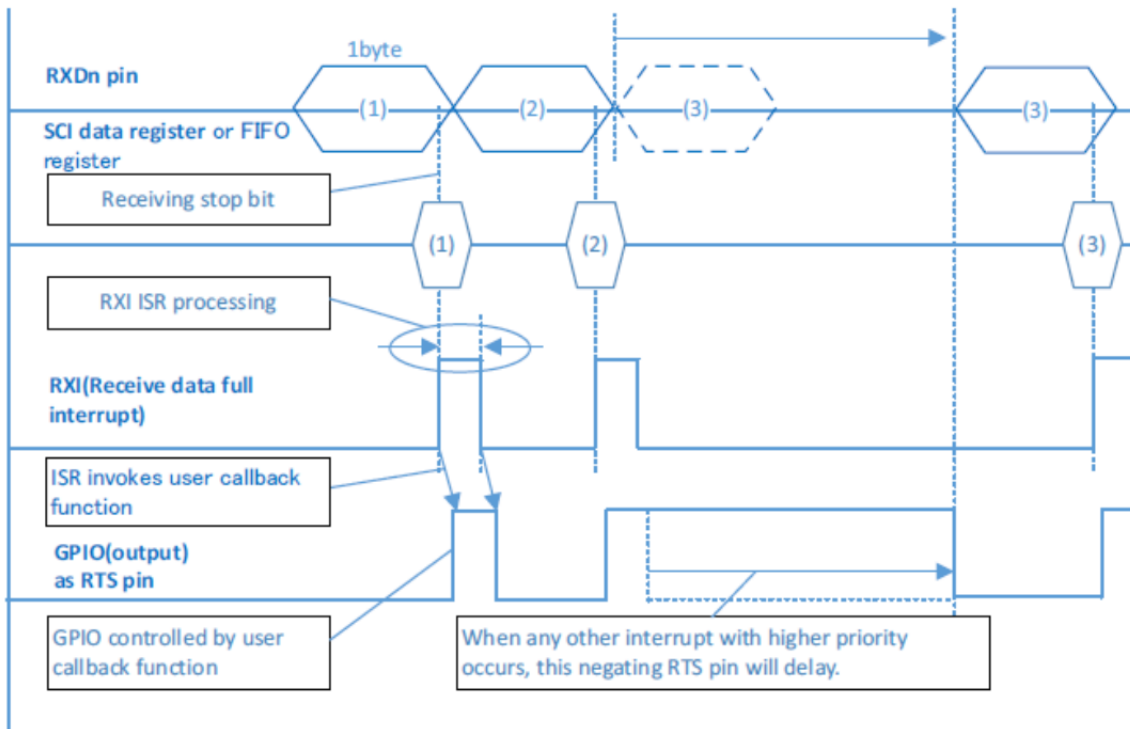 1byte
RXDn pin
(1)
(2)
(3)
(3)
SCI data register or FIFO
register
Receiving stop bit
(1)
(2)
(3)
RXI ISR processing
RXI(Receive data full
interrupt)
ISR invokes user callback
function
GPIO(output)
as RTS pin
GPIO controlled by user
callback function
When any other interrupt with higher priority
occurs, this negating RTS pin will delay.